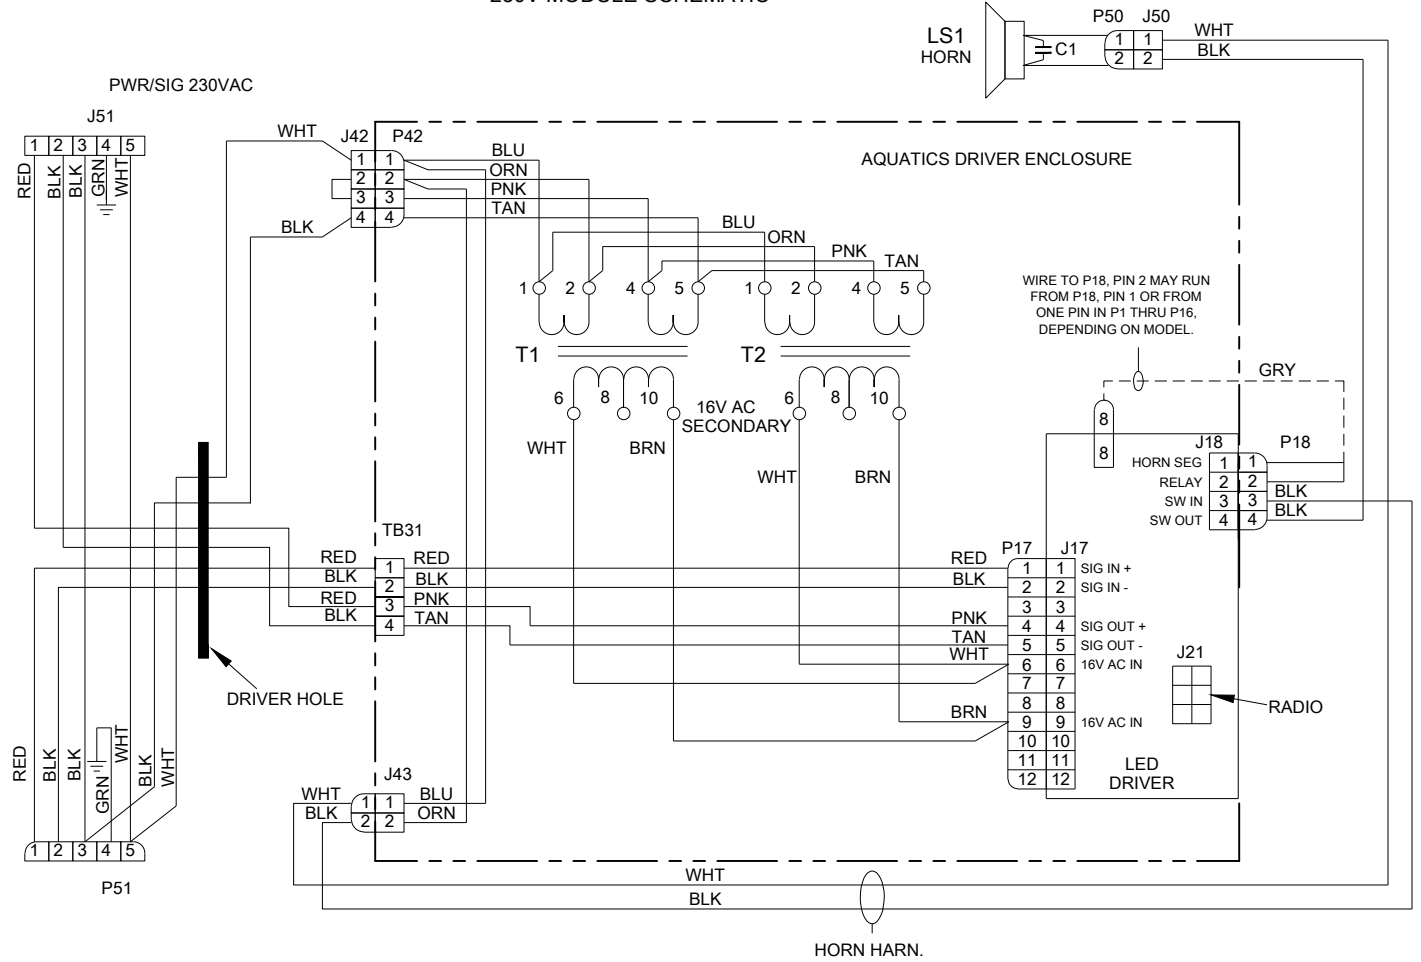 230V MODULE SCHEMATIC
LS1
HORN
C1
P50 J50
1 1
2 2
WHT
BLK
PWR/SIG 230VAC
J51
1 2 3 4 5
RED
BLK
BLK
GRN
WHT
WHT
BLK
J42 P42
1 1
2 2
3 3
4 4
BLU
ORN
PNK
TAN
AQUATICS DRIVER ENCLOSURE
BLU
ORN
PNK
TAN
1 2 4 5
1 2 4 5
T1
T2
6 8 10
6 8 10
16V AC
SECONDARY
WHT
BRN
WHT
BRN
WIRE TO P18, PIN 2 MAY RUN
FROM P18, PIN 1 OR FROM
ONE PIN IN P1 THRU P16,
DEPENDING ON MODEL.
GRY
8
8
J18
P18
HORN SEG 1 1
RELAY 2 2
SW IN 3 3
SW OUT 4 4
BLK
BLK
TB31
RED 1 RED
BLK 2 BLK
RED 3 PNK
BLK 4 TAN
P17 J17
RED 1 1 SIG IN +
BLK 2 2 SIG IN -
3 3
PNK 4 4 SIG OUT +
TAN 5 5 SIG OUT -
WHT 6 6 16V AC IN
7 7
8 8
BRN 9 9 16V AC IN
10 10
11 11
12 12
J21
RADIO
LED
DRIVER
DRIVER HOLE
RED
BLK
BLK
GRN
WHT
BLK
WHT
1 2 3 4 5
P51
J43
WHT 1 1 BLU
BLK 2 2 ORN
WHT
BLK
HORN HARN.